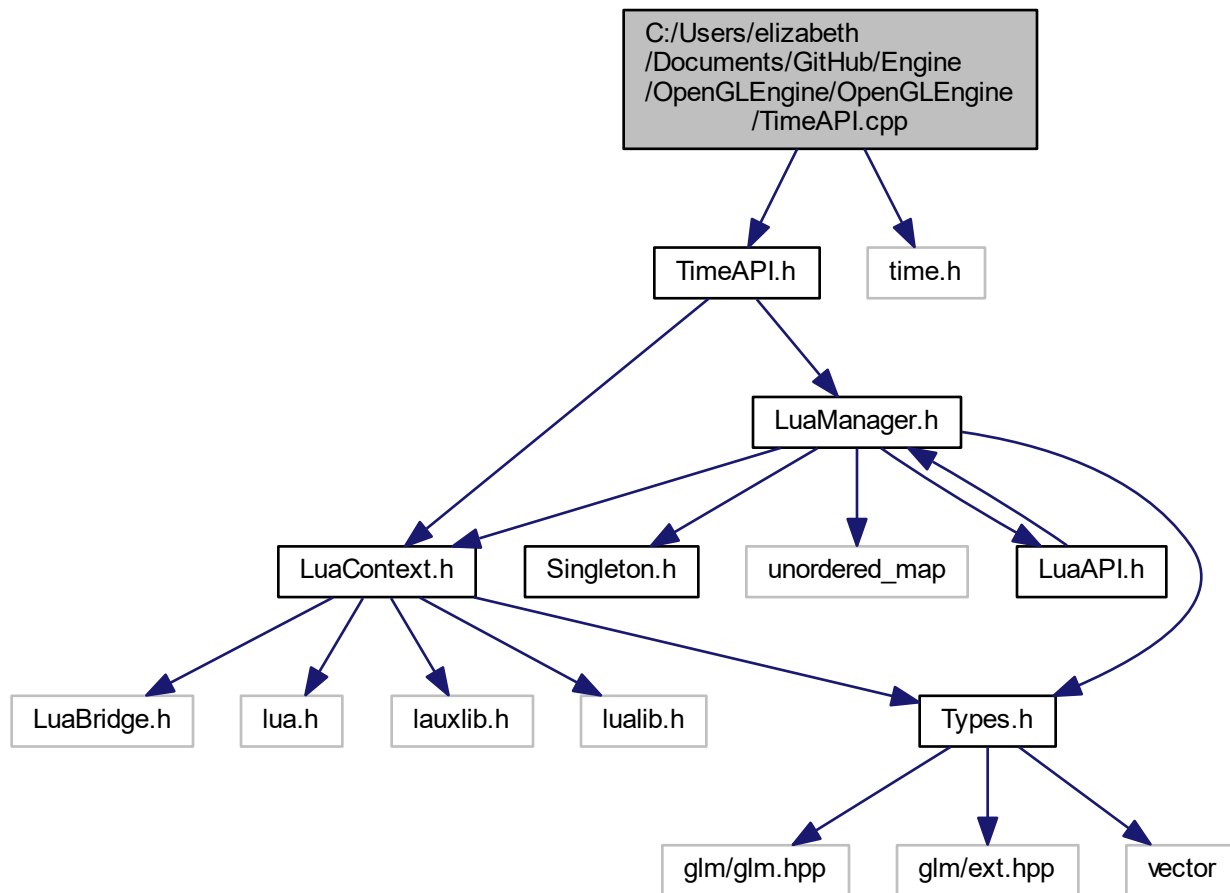 C:/Users/elizabeth
/Documents/GitHub/Engine
/OpenGLEngine/OpenGLEngine
/TimeAPI.cpp
TimeAPI.h
time.h
LuaManager.h
LuaContext.h
Singleton.h
unordered_map
LuaAPI.h
LuaBridge.h
lua.h
lauxlib.h
lualib.h
Types.h
glm/glm.hpp
glm/ext.hpp
vector